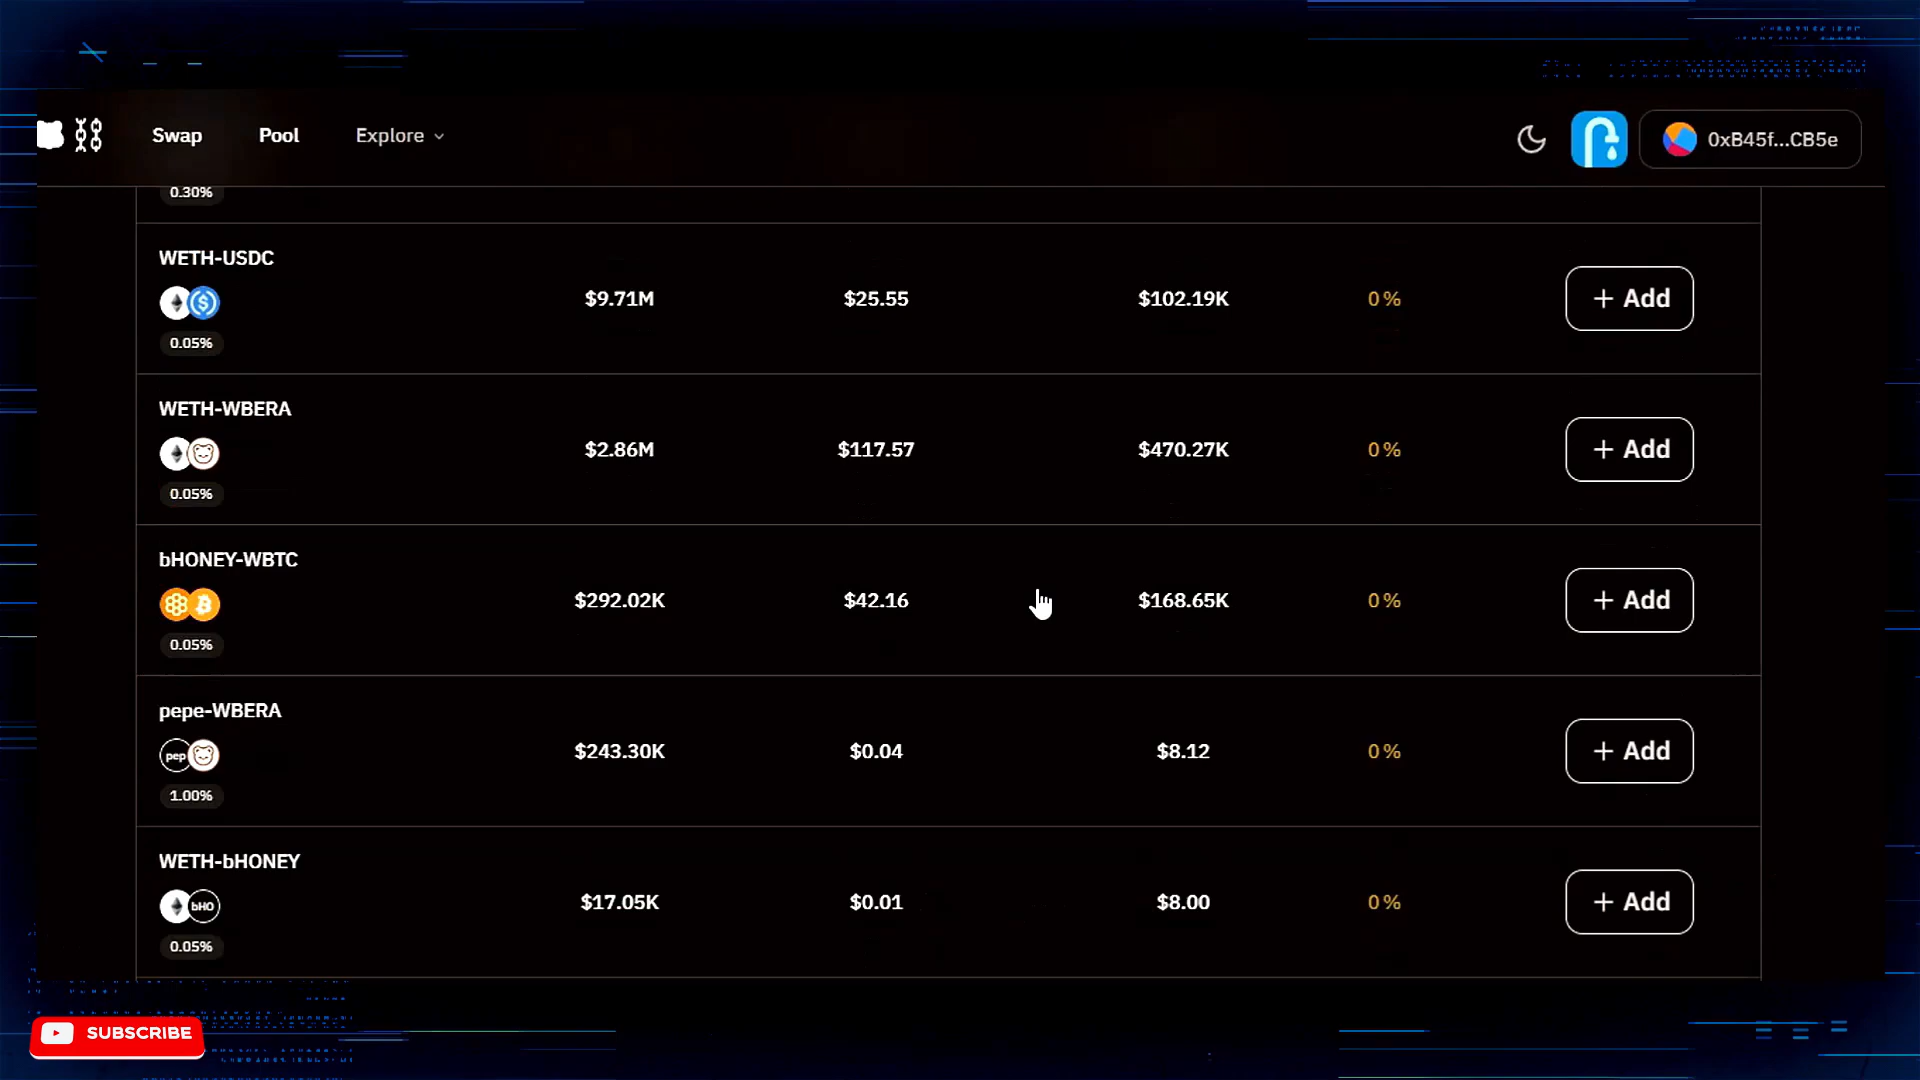 Swap Pool Explore 0xB45f...CB5e
0.30%
WETH-USDC
$9.71M $25.55 $102.19K 0% + Add
0.05%
WETH-WBERA
$2.86M $117.57 $470.27K 0% + Add
0.05%
bHONEY-WBTC
$292.02K $42.16 $168.65K 0% + Add
0.05%
pepe-WBERA
pep $243.30K $0.04 $8.12 0% + Add
1.00%
WETH-bHONEY
bHO $17.05K $0.01 $8.00 0% + Add
0.05%
SUBSCRIBE